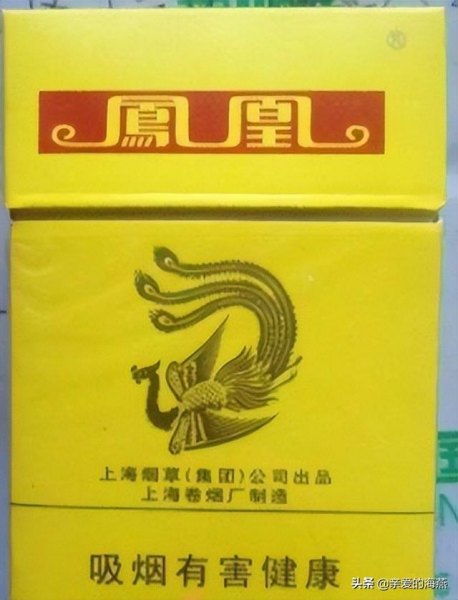 鳳凰
上海烟草(集团)公司出品
上海卷烟厂制造
吸烟有害健康
头条 @亲爱的海燕